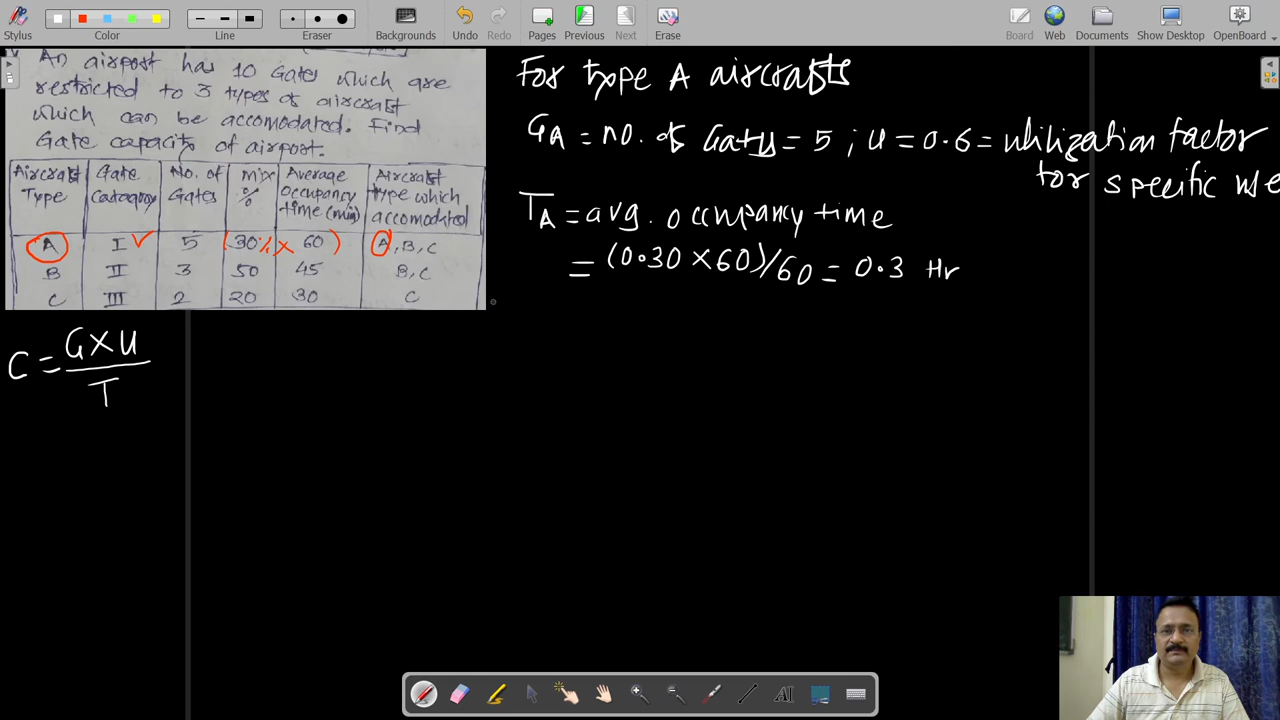 Stylus
Color
Line
Eraser
Backgrounds
Undo
Redo
Pages
Previous
Next
Erase
Board
Web
Documents
Show Desktop
OpenBoard
An airport has 10 Gates which are
restricted to 3 types of aircraft
which can be accomodated. Find
Gate capacity of airport.
Aircraft Type | Gate Catagory | No. of Gates | mix % | Average occupancy time (min) | Aircraft type which accomodated
A | I ✓ | 5 | (30% × 60) | A, B, C
B | II | 3 | 50 | 45 | B, C
C | III | 2 | 20 | 30 | C
C = G×U / T
For type A aircrafts
GA = no. of Gates = 5 ; U = 0.6 = utilization factor
for specific use
TA = avg. occupancy time
= (0.30 × 60)/60 = 0.3 Hr